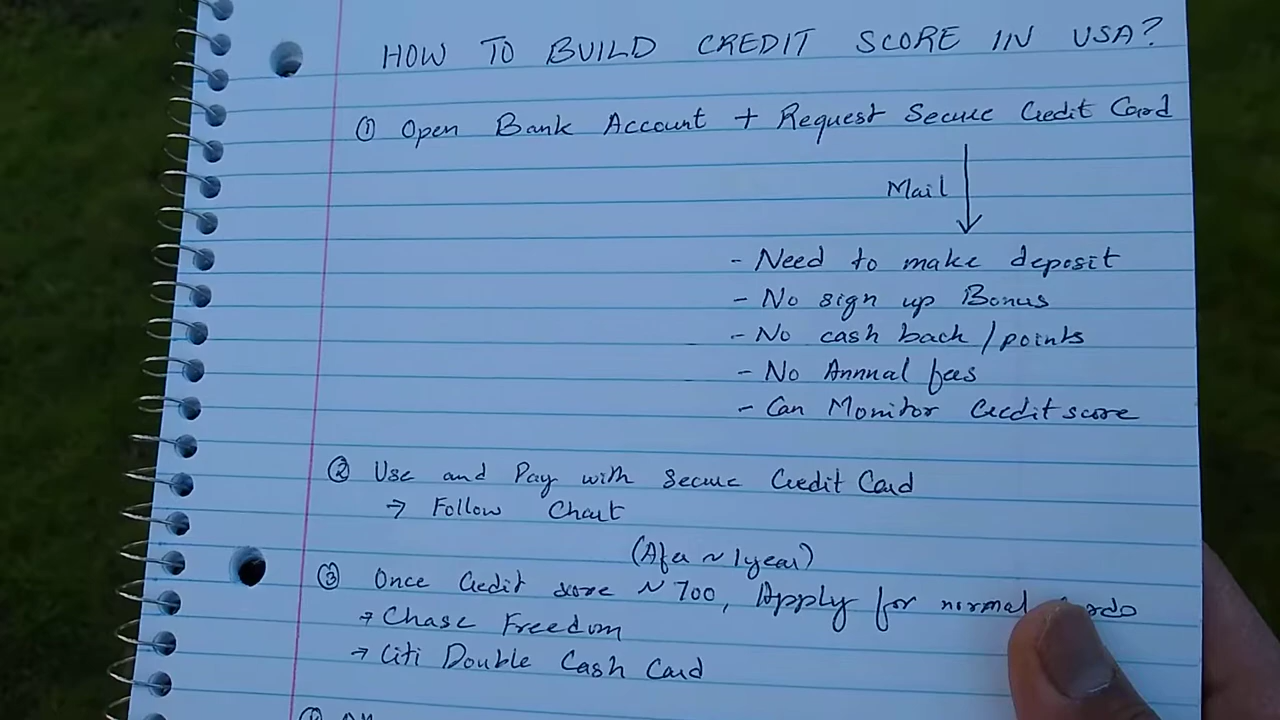 HOW TO BUILD CREDIT SCORE IN USA?
① Open Bank Account + Request Secure Credit Card
Mail
- Need to make deposit
- No sign up Bonus
- No cash back / points
- No Annual fees
- Can Monitor Credit score
② Use and Pay with Secure Credit Card
→ Follow Chart
(After ~ 1 year)
③ Once Credit score ~ 700, Apply for normal
→ Chase Freedom
→ Citi Double Cash Card